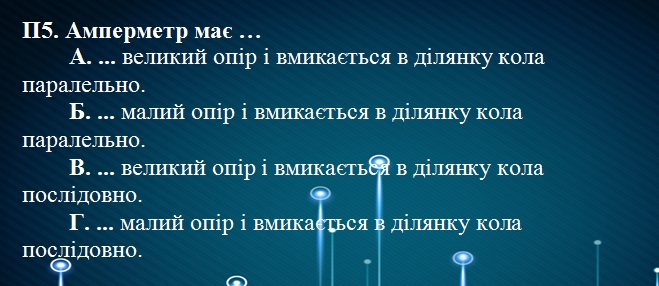 П5. Амперметр має …
А. ... великий опір і вмикається в ділянку кола
паралельно.
Б. ... малий опір і вмикається в ділянку кола
паралельно.
В. ... великий опір і вмикається в ділянку кола
послідовно.
Г. ... малий опір і вмикається в ділянку кола
послідовно.